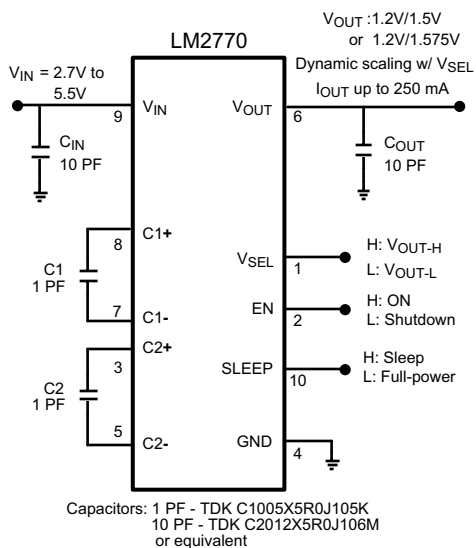 LM2770
VOUT :1.2V/1.5V
or 1.2V/1.575V
Dynamic scaling w/ VSEL
IOUT up to 250 mA
VIN = 2.7V to
5.5V
9
VIN
VOUT
6
CIN
10 PF
COUT
10 PF
8
C1+
C1
1 PF
7
C1-
VSEL
1
H: VOUT-H
L: VOUT-L
EN
2
H: ON
L: Shutdown
C2+
3
C2
1 PF
5
C2-
SLEEP
10
H: Sleep
L: Full-power
GND
4
Capacitors: 1 PF - TDK C1005X5R0J105K
10 PF - TDK C2012X5R0J106M
or equivalent